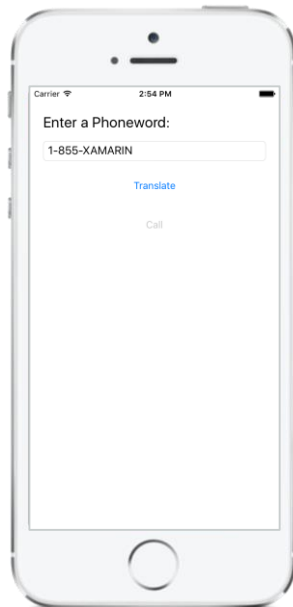 Carrier 2:54 PM
Enter a Phoneword:
1-855-XAMARIN
Translate
Call